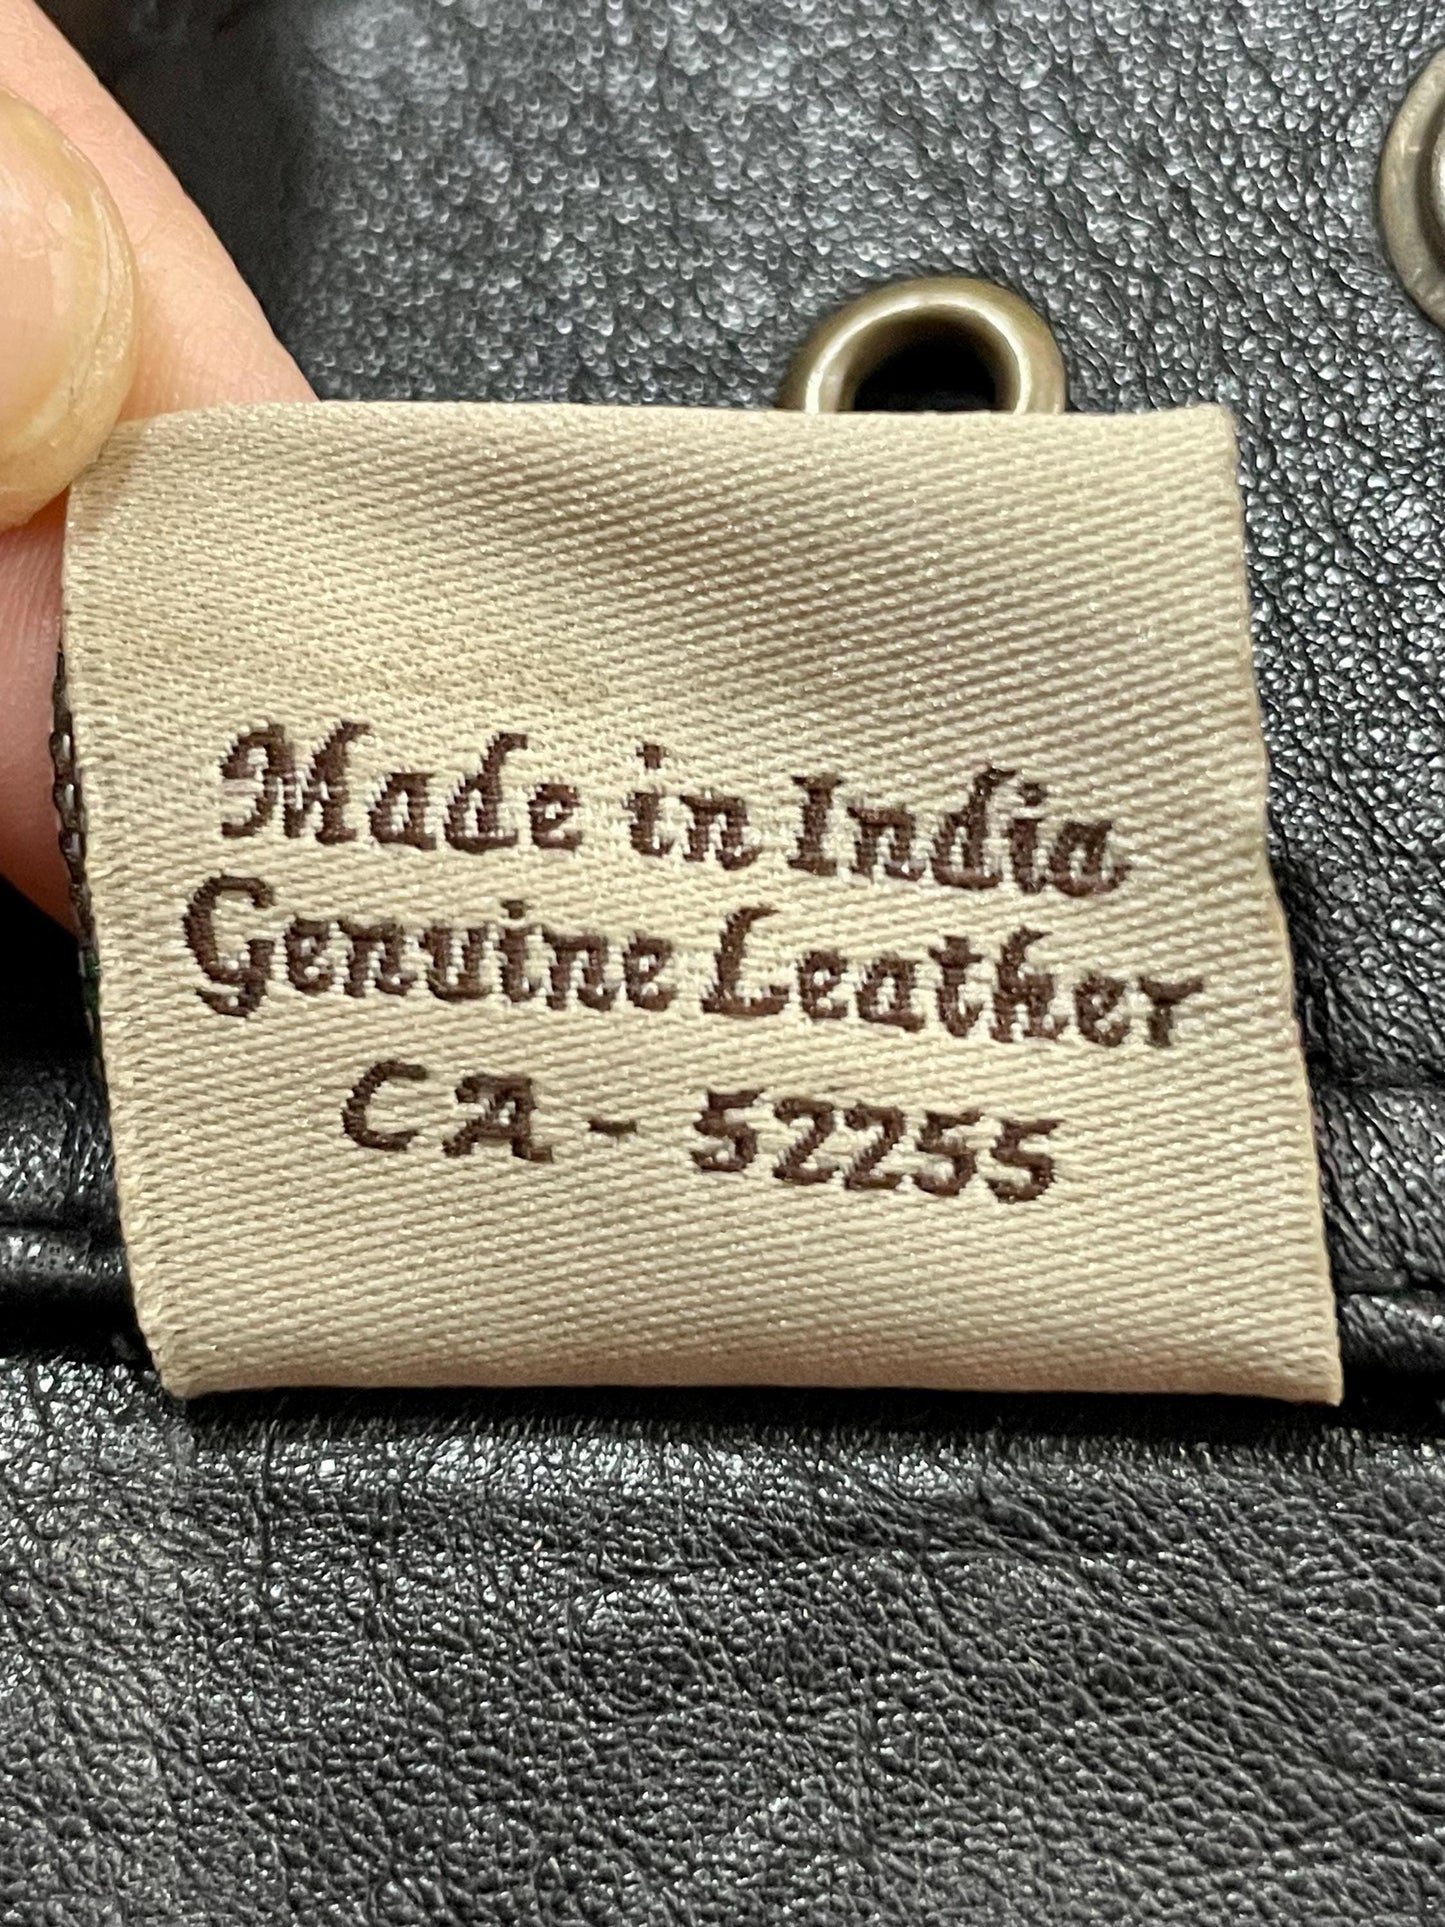 Made in India
Genuine Leather
CA - 52255